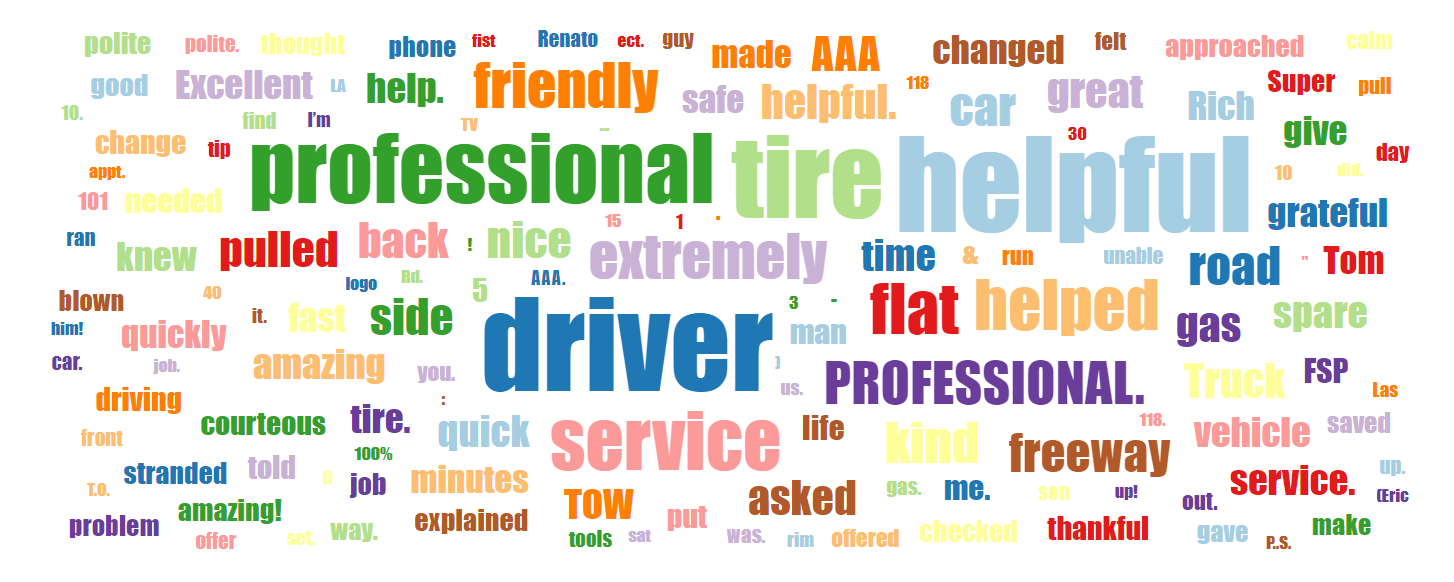 polite polite. thought phone fist Renato ect. guy made AAA changed felt approached calm
good Excellent LA help. friendly safe helpful. 118 car great Rich Super pull
10. find I'm TV ... 30 give
change tip professional tire helpful day
appt. 10 did.
101 needed 15 1 . grateful
ran knew pulled back ! nice extremely time & run unable road " Tom
logo Rd. 5 AAA.
blown 40 it. fast side driver 3 - man flat helped gas spare
him! quickly
car. job. amazing you. ) us. PROFESSIONAL. Truck FSP Las
driving :
front courteous tire. quick service life kind freeway 118. vehicle saved
100%
stranded told job minutes asked gas. me. son up! service. up.
T.O. TOW out. (Eric
problem amazing! explained put thankful make
offer set. way. tools sat was. rim offered checked gave P..S.